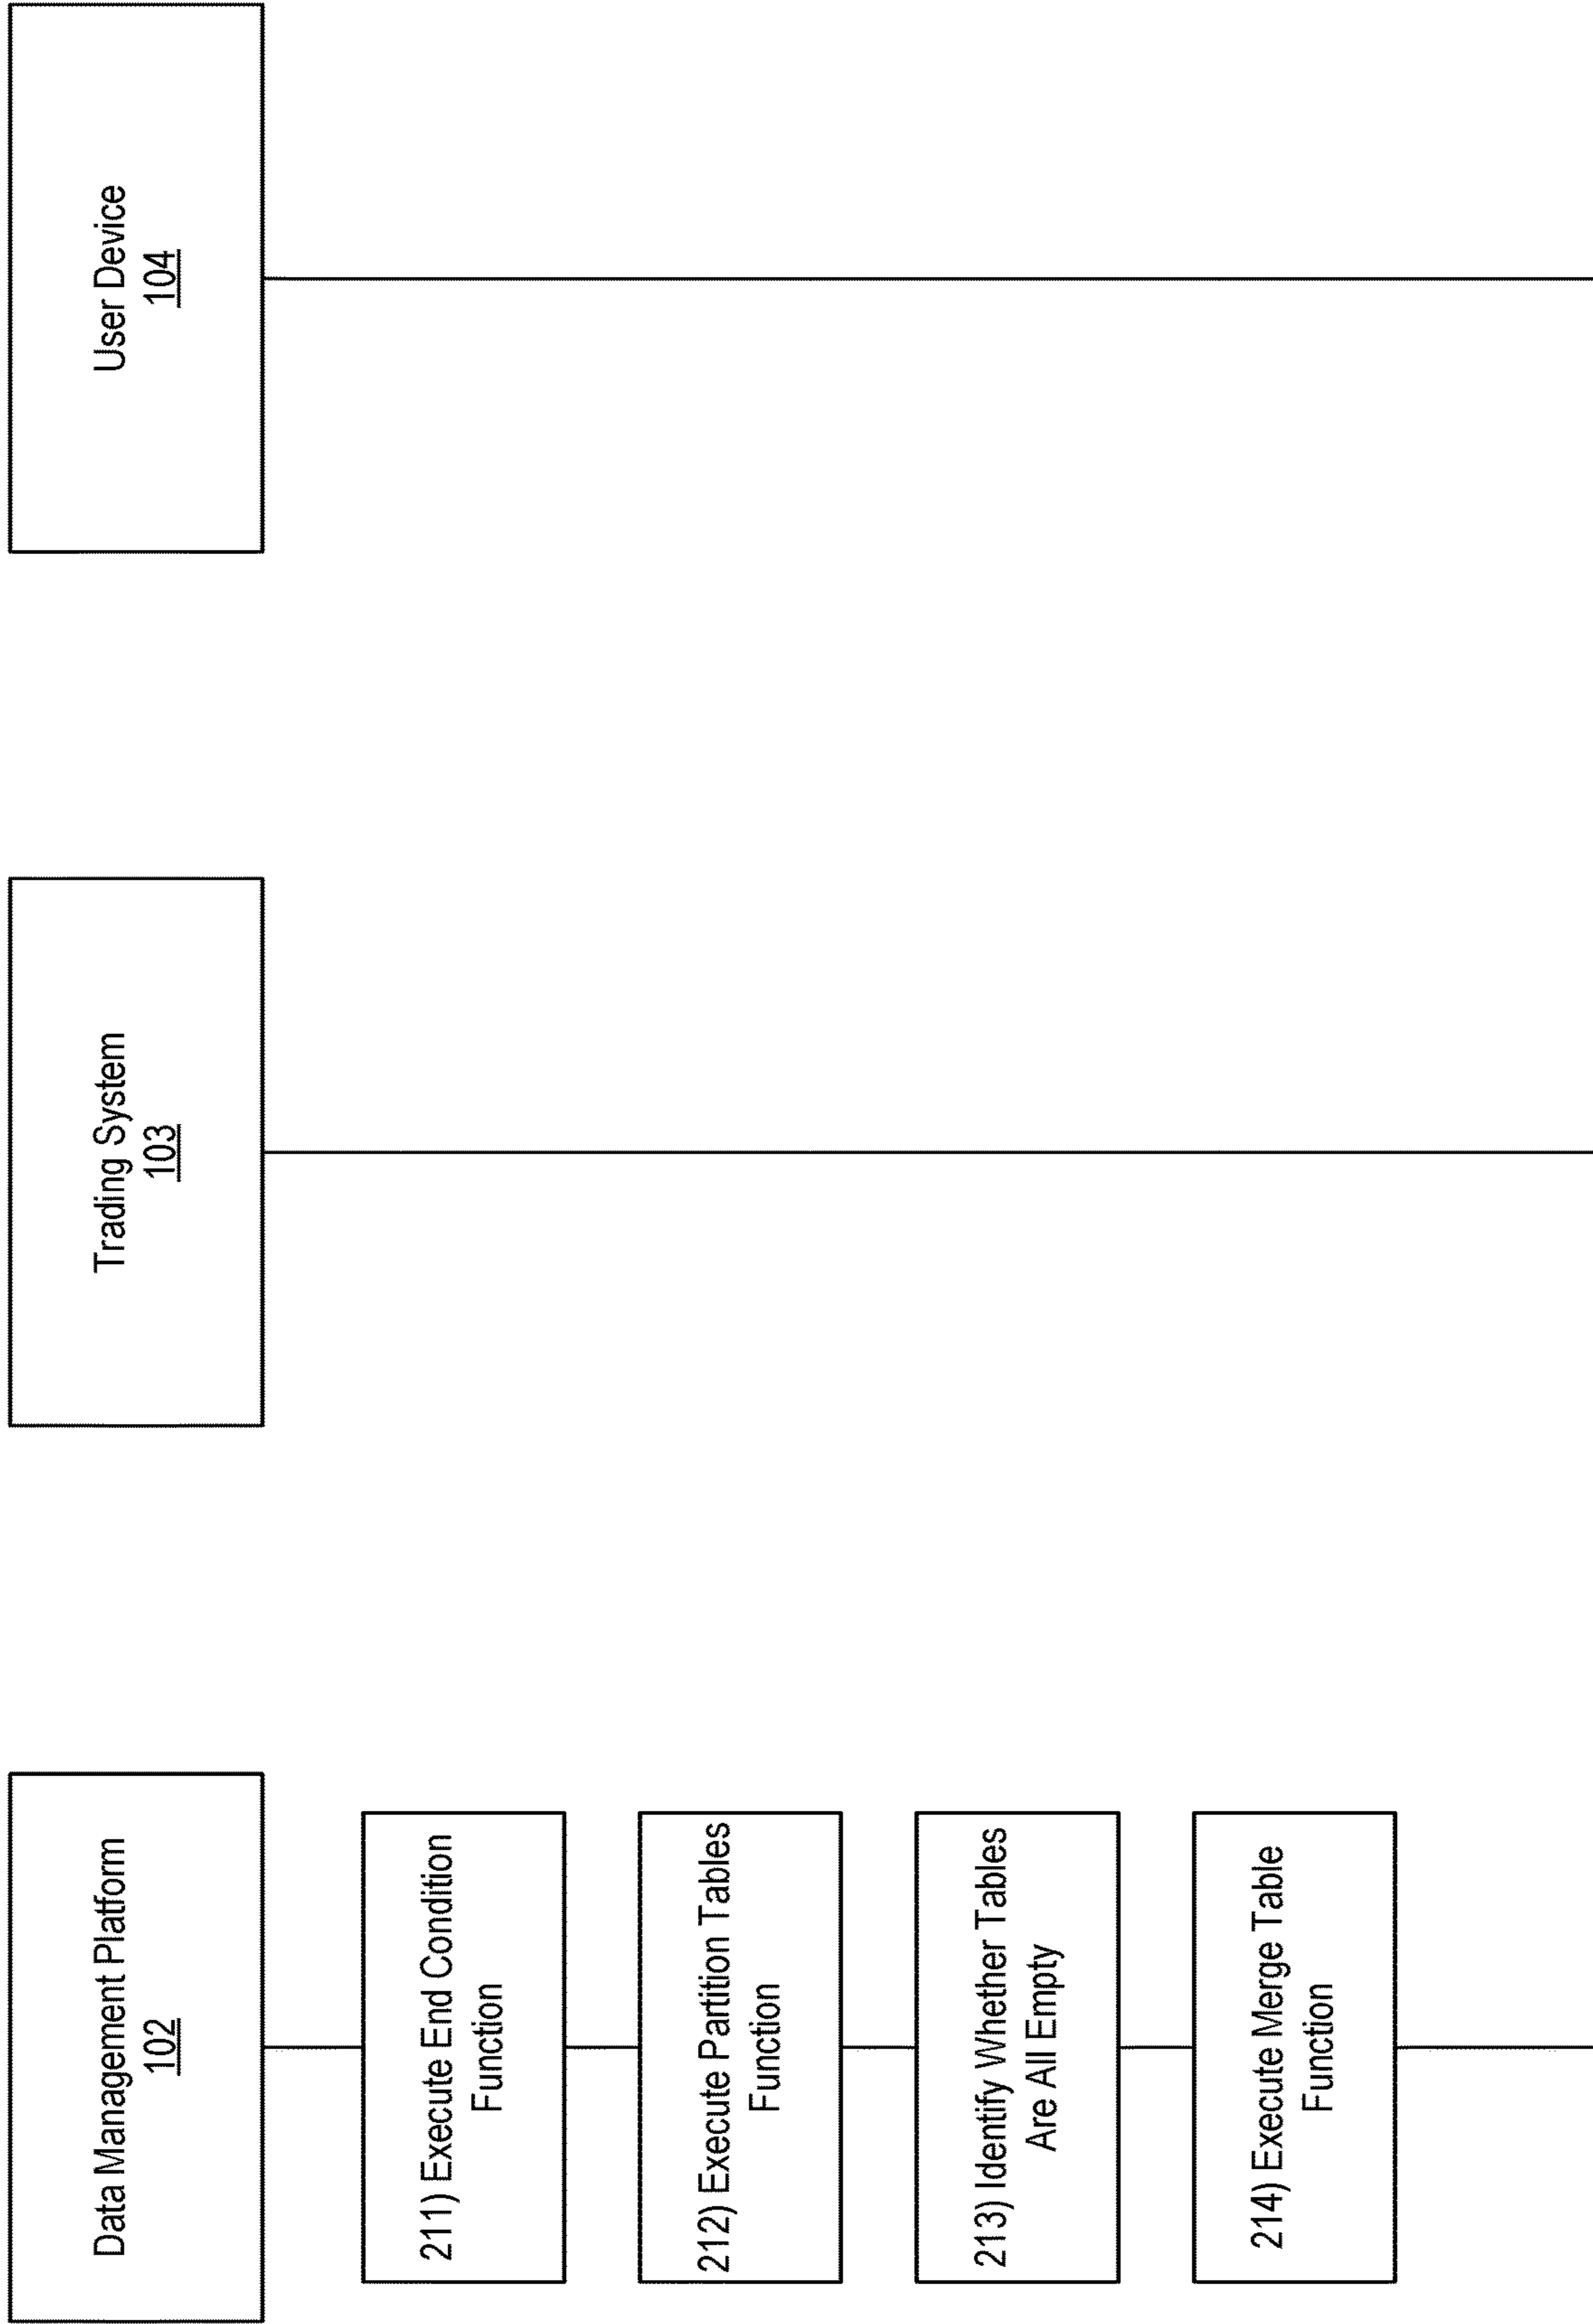 Data Management Platform
102
Trading System
103
User Device
104
211) Execute End Condition
Function
212) Execute Partition Tables
Function
213) Identify Whether Tables
Are All Empty
214) Execute Merge Table
Function